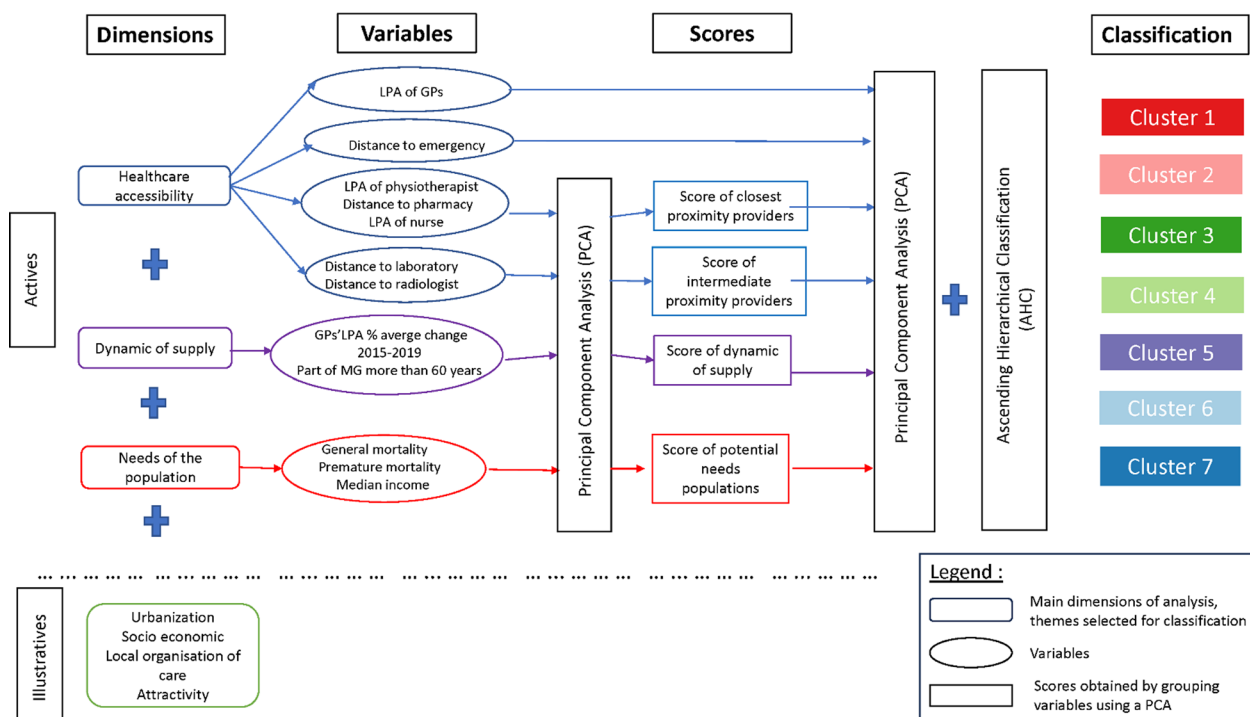 Dimensions
Variables
Scores
Classification
Actives
Healthcare
accessibility
LPA of GPs
Distance to emergency
LPA of physiotherapist
Distance to pharmacy
LPA of nurse
Distance to laboratory
Distance to radiologist
Dynamic of supply
GPs'LPA % averge change
2015-2019
Part of MG more than 60 years
Needs of the
population
General mortality
Premature mortality
Median income
Principal Component Analysis (PCA)
Score of closest
proximity providers
Score of
intermediate
proximity providers
Score of dynamic
of supply
Score of potential
needs
populations
Principal Component Analysis (PCA)
Ascending Hierarchical Classification
(AHC)
Cluster 1
Cluster 2
Cluster 3
Cluster 4
Cluster 5
Cluster 6
Cluster 7
Illustratives
Urbanization
Socio economic
Local organisation of
care
Attractivity
Legend :
Main dimensions of analysis,
themes selected for classification
Variables
Scores obtained by grouping
variables using a PCA